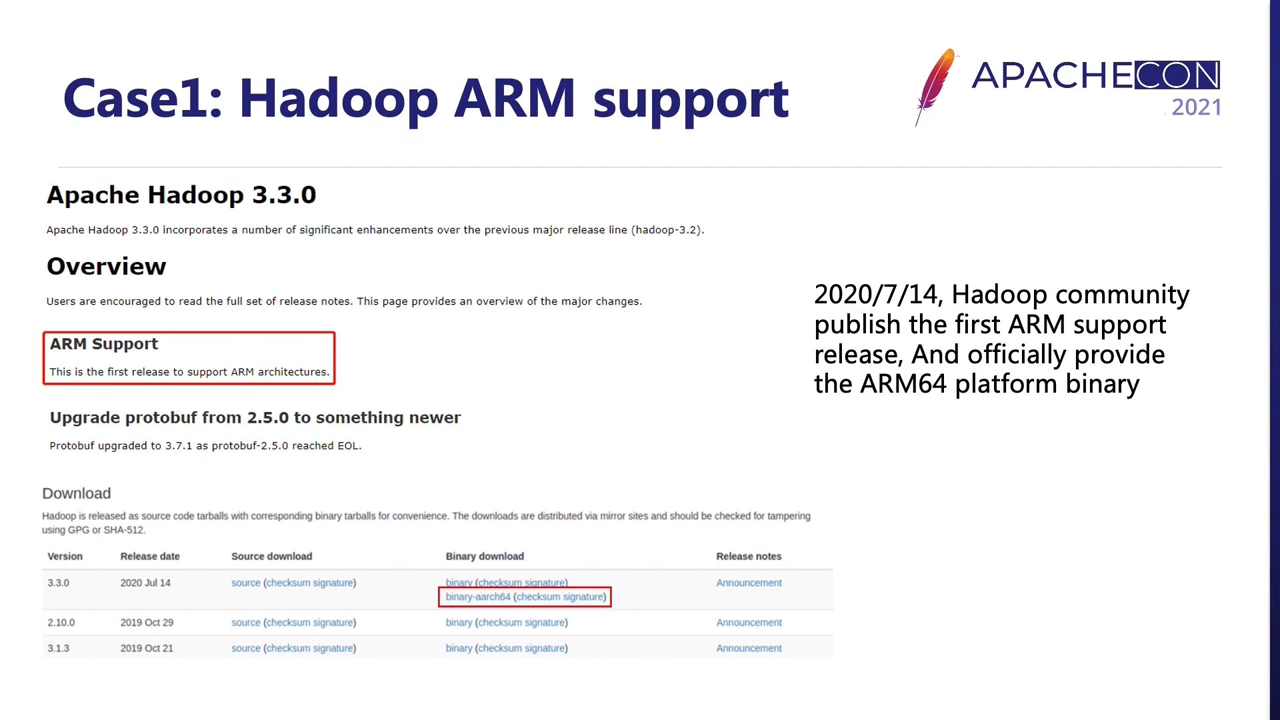 Case1: Hadoop ARM support
APACHECON
2021
Apache Hadoop 3.3.0
Apache Hadoop 3.3.0 incorporates a number of significant enhancements over the previous major release line (hadoop-3.2).
Overview
Users are encouraged to read the full set of release notes. This page provides an overview of the major changes.
ARM Support
This is the first release to support ARM architectures.
Upgrade protobuf from 2.5.0 to something newer
Protobuf upgraded to 3.7.1 as protobuf-2.5.0 reached EOL.
2020/7/14, Hadoop community
publish the first ARM support
release, And officially provide
the ARM64 platform binary
Download
Hadoop is released as source code tarballs with corresponding binary tarballs for convenience. The downloads are distributed via mirror sites and should be checked for tampering
using GPG or SHA-512.
Version Release date Source download Binary download Release notes
3.3.0 2020 Jul 14 source (checksum signature) binary (checksum signature) Announcement
binary-aarch64 (checksum signature)
2.10.0 2019 Oct 29 source (checksum signature) binary (checksum signature) Announcement
3.1.3 2019 Oct 21 source (checksum signature) binary (checksum signature) Announcement